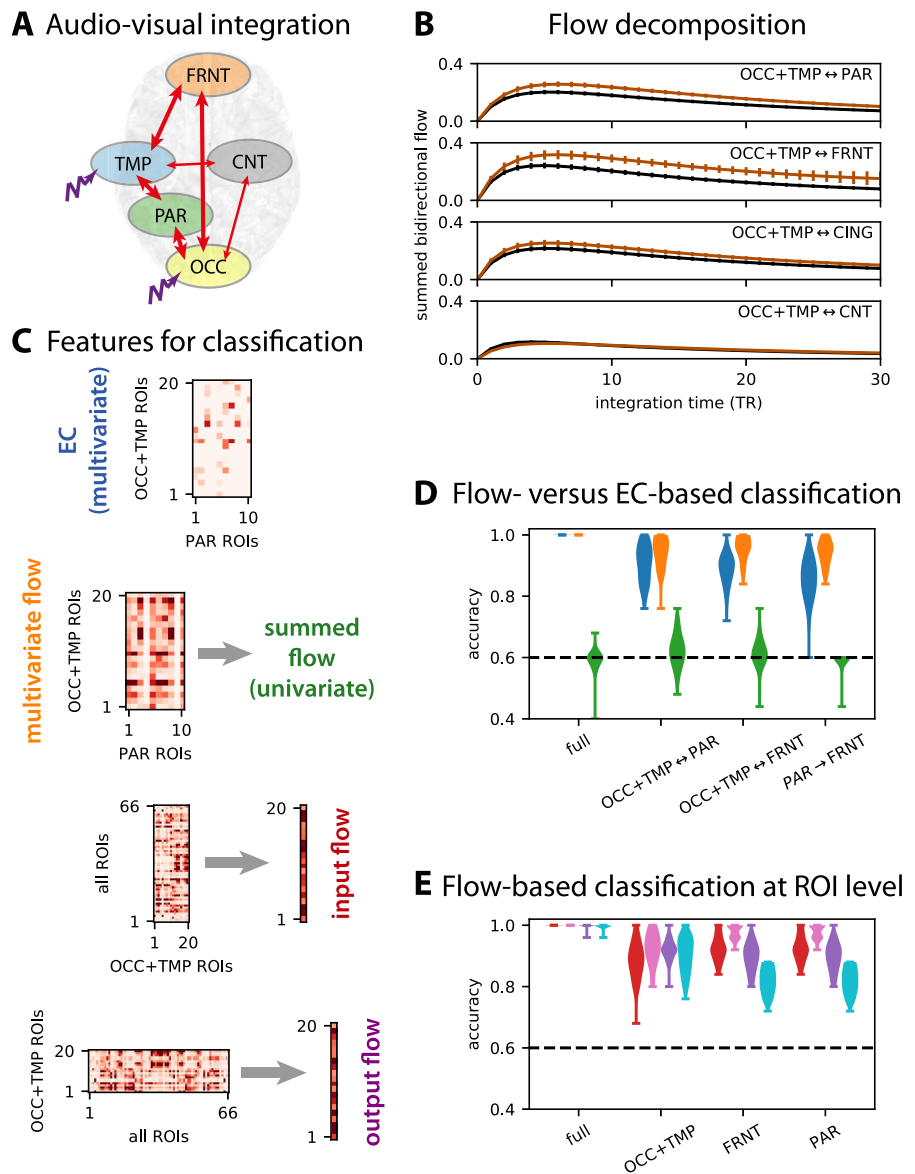 A Audio-visual integration
FRNT
TMP
CNT
PAR
OCC
B Flow decomposition
summed bidirectional flow
0.4
OCC+TMP ↔ PAR
0.0
0.4
OCC+TMP ↔ FRNT
0.0
0.4
OCC+TMP ↔ CING
0.0
0.4
OCC+TMP ↔ CNT
0.0
0 10 20 30
integration time (TR)
C Features for classification
EC
(multivariate)
OCC+TMP ROIs
20
1
1 10
PAR ROIs
multivariate flow
OCC+TMP ROIs
20
1
1 10
PAR ROIs
summed
flow
(univariate)
all ROIs
66
1
1 20
OCC+TMP ROIs
20
1
input flow
OCC+TMP ROIs
20
1
1 66
all ROIs
20
1
output flow
D Flow- versus EC-based classification
accuracy
1.0
0.8
0.6
0.4
full
OCC+TMP ↔ PAR
OCC+TMP ↔ FRNT
PAR → FRNT
E Flow-based classification at ROI level
accuracy
1.0
0.8
0.6
0.4
full
OCC+TMP
FRNT
PAR